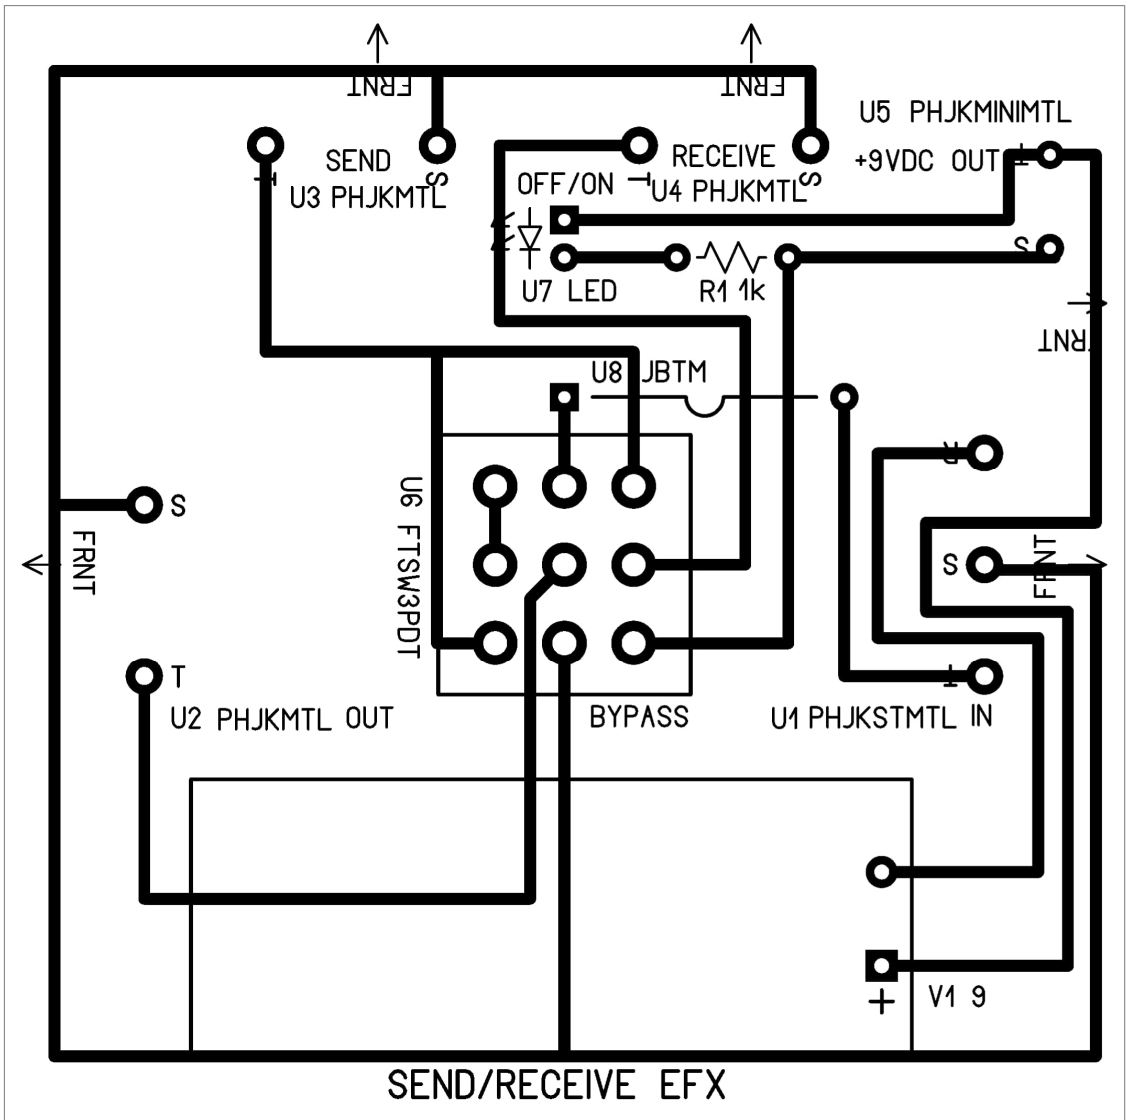 FRNT
FRNT
U5 PHJKMINIMTL
SEND
S
T
U3 PHJKMTL
RECEIVE
T
S
U4 PHJKMTL
+9VDC OUT
T
OFF/ON
S
U7 LED
R1 1k
FRNT
U8 JBTM
R
U6 FTSW3PDT
S
FRNT
S
FRNT
T
T
U2 PHJKMTL OUT
BYPASS
U1 PHJKSTMTL IN
+
V1 9
SEND/RECEIVE EFX